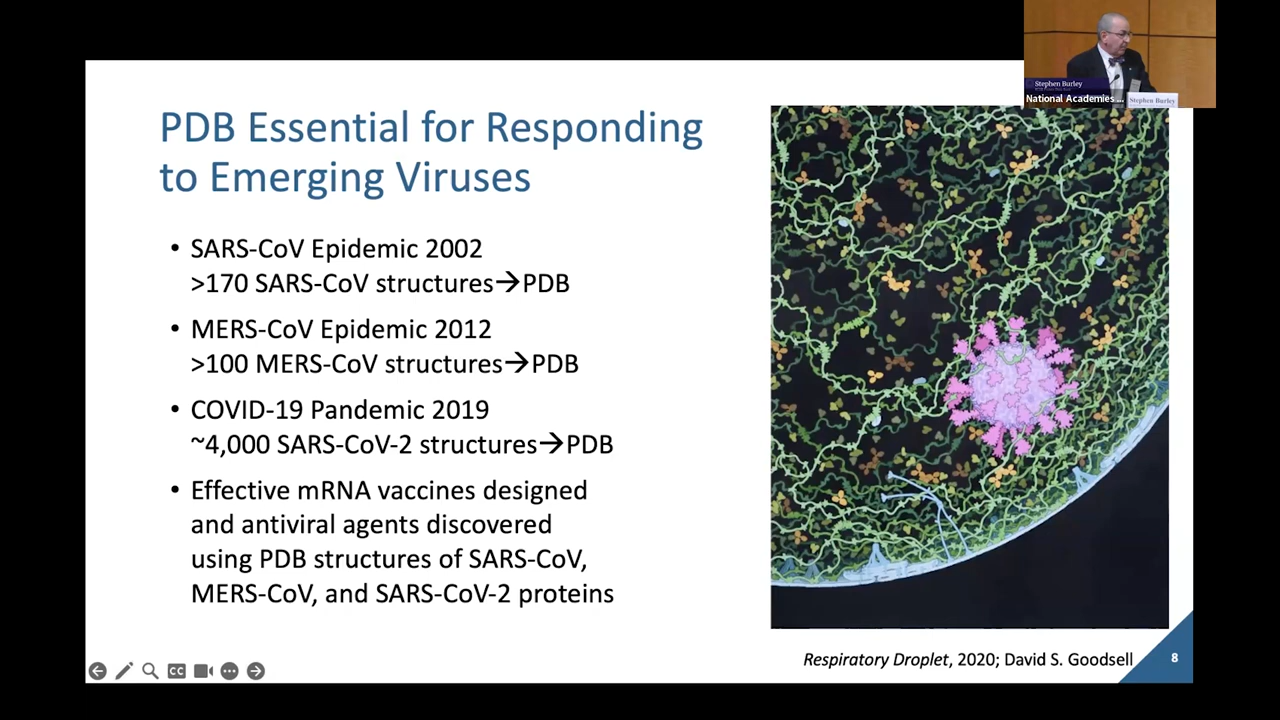 Stephen Burley
National Academies ...
Stephen Burley
PDB Essential for Responding
to Emerging Viruses
• SARS-CoV Epidemic 2002
>170 SARS-CoV structures→PDB
• MERS-CoV Epidemic 2012
>100 MERS-CoV structures→PDB
• COVID-19 Pandemic 2019
~4,000 SARS-CoV-2 structures→PDB
• Effective mRNA vaccines designed
and antiviral agents discovered
using PDB structures of SARS-CoV,
MERS-CoV, and SARS-CoV-2 proteins
Respiratory Droplet, 2020; David S. Goodsell
8
CC